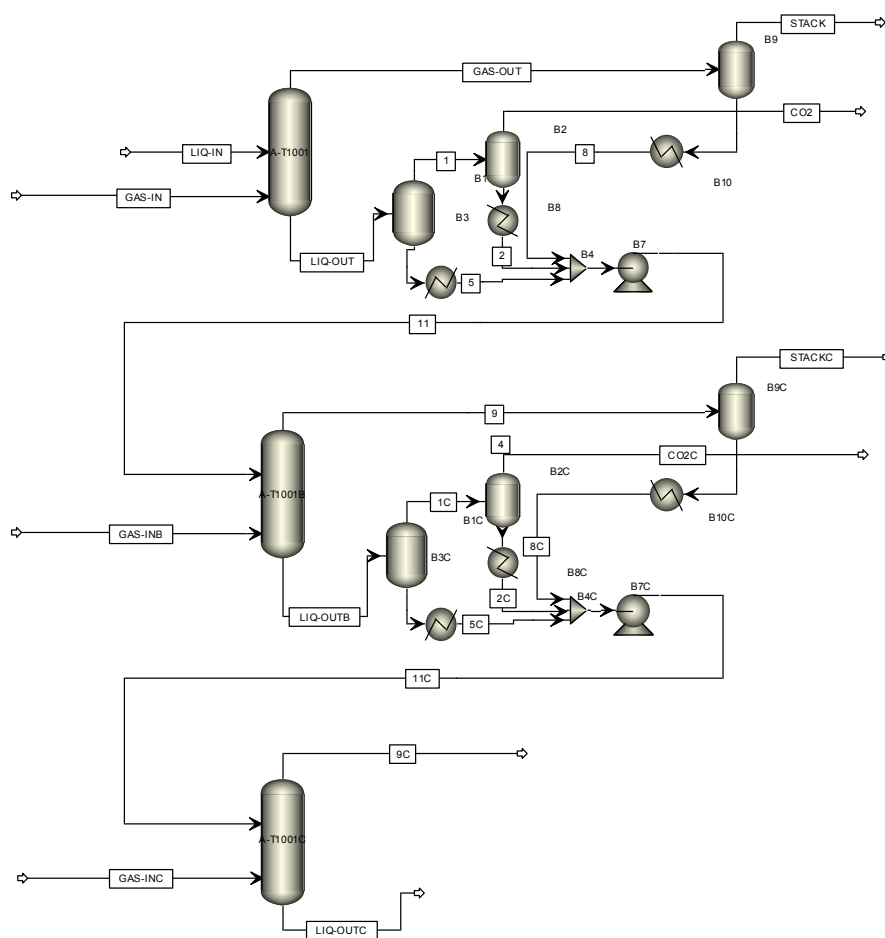 STACK
B9
GAS-OUT
CO2
B2
LIQ-IN
A-T1001
1
8
B1
B10
GAS-IN
B3
B8
LIQ-OUT
2
B4
B7
5
11
STACKC
B9C
9
4
CO2C
B2C
A-T1001B
1C
B1C
B10C
GAS-INB
8C
B3C
B8C
2C
B4C
B7C
LIQ-OUTB
5C
11C
9C
A-T1001C
GAS-INC
LIQ-OUTC